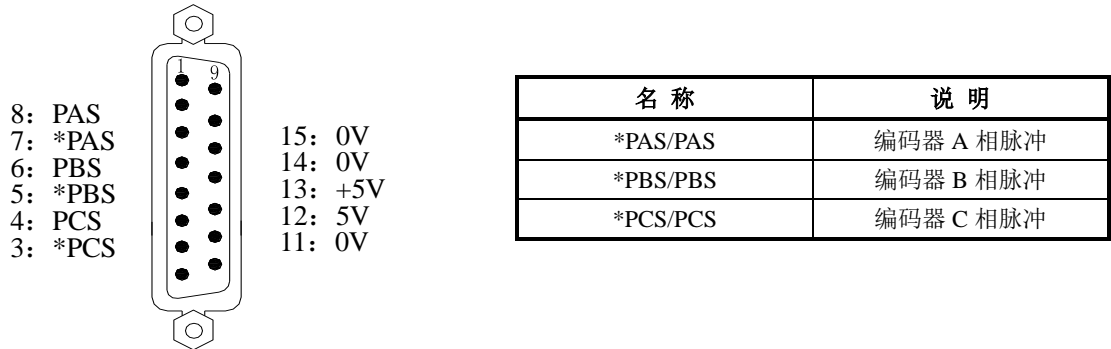 1 9
8：PAS
7：*PAS
6：PBS
5：*PBS
4：PCS
3：*PCS
15：0V
14：0V
13：+5V
12：5V
11：0V
名 称 说 明
*PAS/PAS 编码器 A 相脉冲
*PBS/PBS 编码器 B 相脉冲
*PCS/PCS 编码器 C 相脉冲